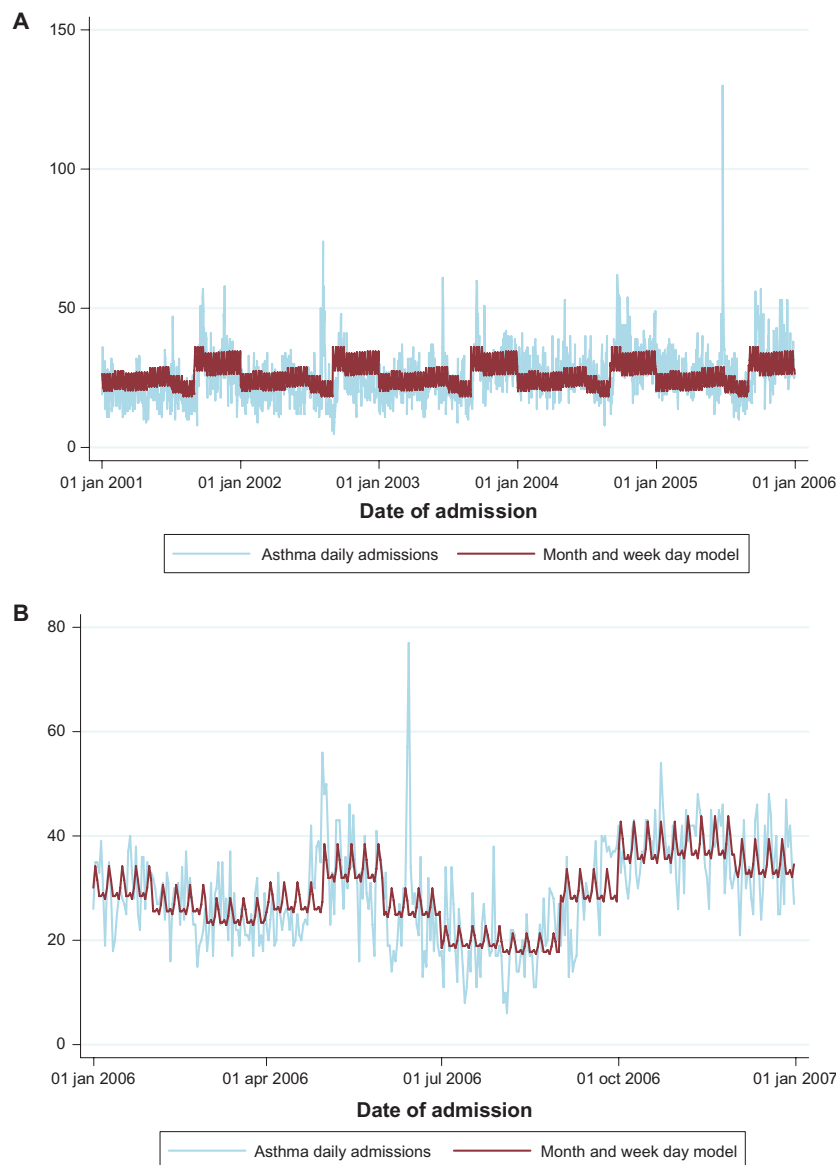 A
150
100
50
0
01 jan 2001 01 jan 2002 01 jan 2003 01 jan 2004 01 jan 2005 01 jan 2006
Date of admission
Asthma daily admissions Month and week day model
B
80
60
40
20
0
01 jan 2006 01 apr 2006 01 jul 2006 01 oct 2006 01 jan 2007
Date of admission
Asthma daily admissions Month and week day model